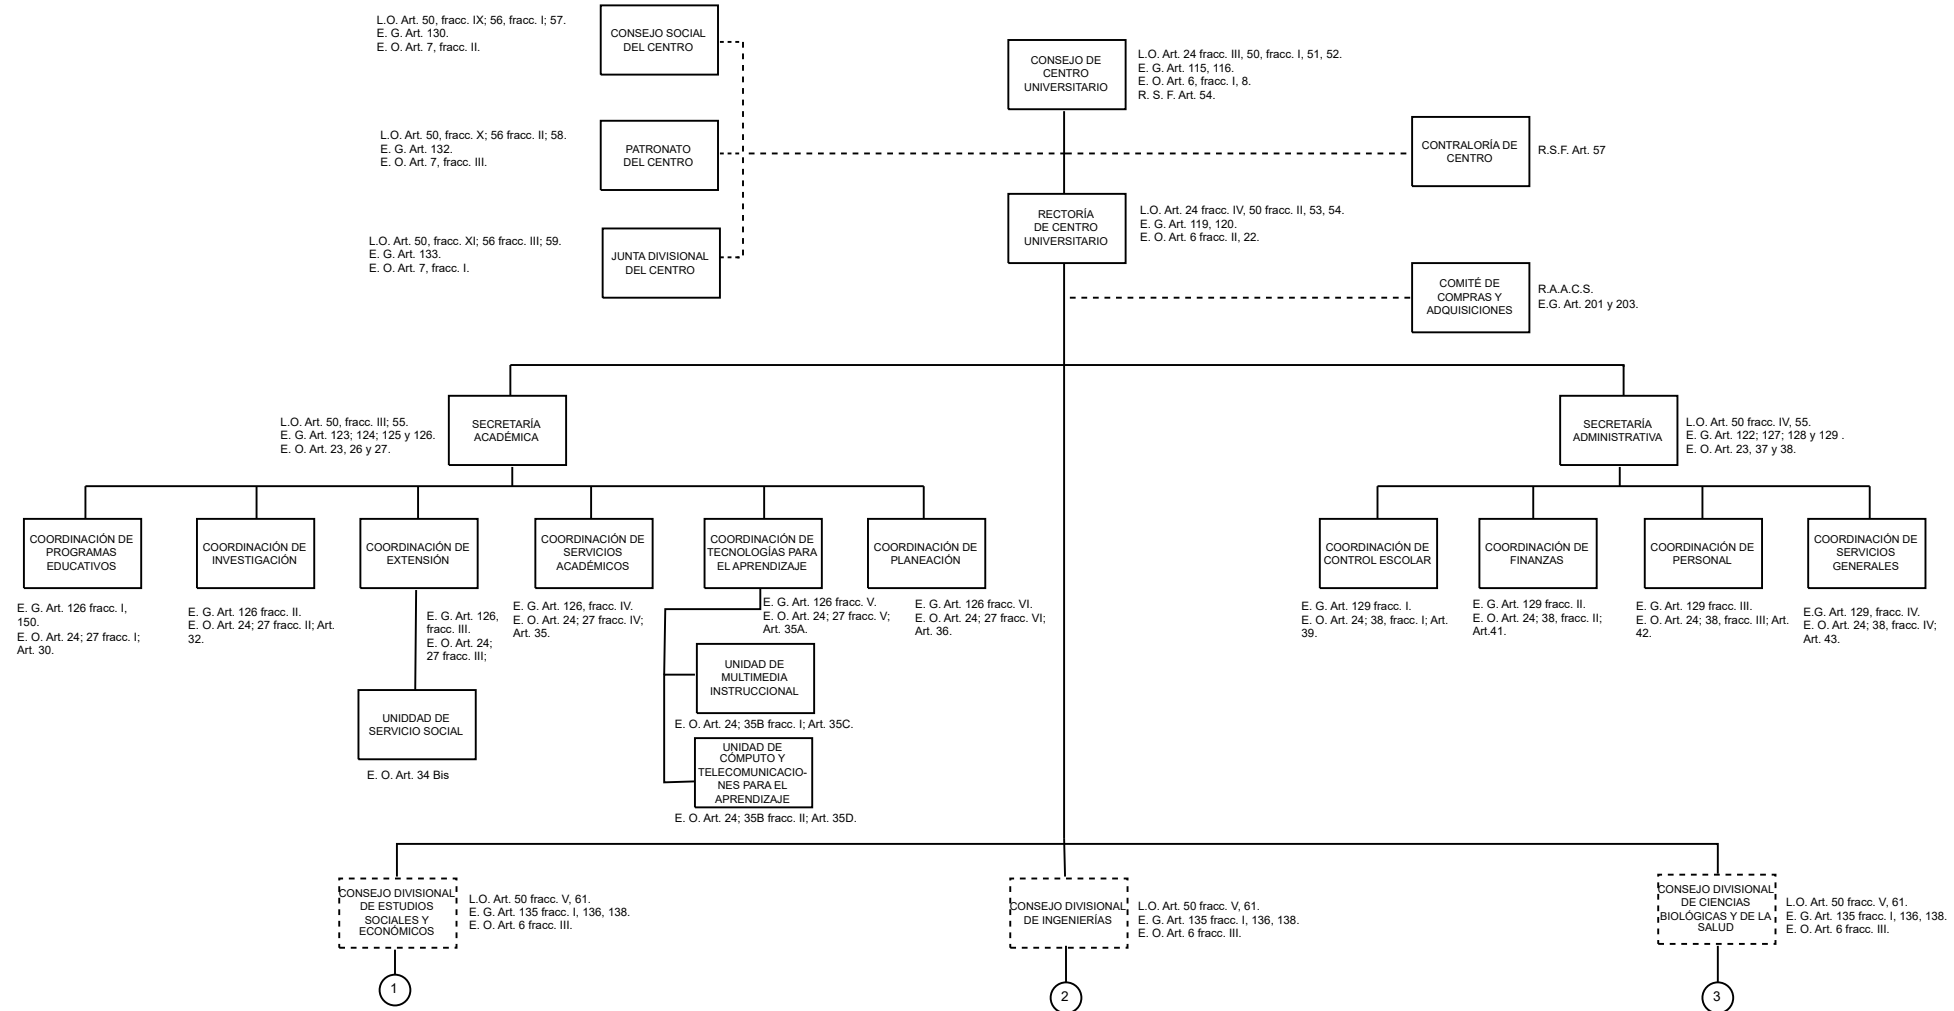 L.O. Art. 50, fracc. IX; 56, fracc. I; 57.
E. G. Art. 130.
E. O. Art. 7, fracc. II.
CONSEJO SOCIAL
DEL CENTRO
CONSEJO DE
CENTRO
UNIVERSITARIO
L.O. Art. 24 fracc. III, 50, fracc. I, 51, 52.
E. G. Art. 115, 116.
E. O. Art. 6, fracc. I, 8.
R. S. F. Art. 54.
L.O. Art. 50, fracc. X; 56 fracc. II; 58.
E. G. Art. 132.
E. O. Art. 7, fracc. III.
PATRONATO
DEL CENTRO
CONTRALORÍA DE
CENTRO
R.S.F. Art. 57
RECTORÍA
DE CENTRO
UNIVERSITARIO
L.O. Art. 24 fracc. IV, 50 fracc. II, 53, 54.
E. G. Art. 119, 120.
E. O. Art. 6 fracc. II, 22.
L.O. Art. 50, fracc. XI; 56 fracc. III; 59.
E. G. Art. 133.
E. O. Art. 7, fracc. I.
JUNTA DIVISIONAL
DEL CENTRO
COMITÉ DE
COMPRAS Y
ADQUISICIONES
R.A.A.C.S.
E.G. Art. 201 y 203.
L.O. Art. 50, fracc. III; 55.
E. G. Art. 123; 124; 125 y 126.
E. O. Art. 23, 26 y 27.
SECRETARÍA
ACADÉMICA
SECRETARÍA
ADMINISTRATIVA
L.O. Art. 50 fracc. IV, 55.
E. G. Art. 122; 127; 128 y 129 .
E. O. Art. 23, 37 y 38.
COORDINACIÓN DE
PROGRAMAS
EDUCATIVOS
COORDINACIÓN DE
INVESTIGACIÓN
COORDINACIÓN DE
EXTENSIÓN
COORDINACIÓN DE
SERVICIOS
ACADÉMICOS
COORDINACIÓN DE
TECNOLOGÍAS PARA
EL APRENDIZAJE
COORDINACIÓN DE
PLANEACIÓN
COORDINACIÓN DE
CONTROL ESCOLAR
COORDINACIÓN DE
FINANZAS
COORDINACIÓN DE
PERSONAL
COORDINACIÓN DE
SERVICIOS
GENERALES
E. G. Art. 126 fracc. I,
150.
E. O. Art. 24; 27 fracc. I;
Art. 30.
E. G. Art. 126 fracc. II.
E. O. Art. 24; 27 fracc. II; Art.
32.
E. G. Art. 126,
fracc. III.
E. O. Art. 24;
27 fracc. III;
E. G. Art. 126, fracc. IV.
E. O. Art. 24; 27 fracc. IV;
Art. 35.
E. G. Art. 126 fracc. V.
E. O. Art. 24; 27 fracc. V;
Art. 35A.
E. G. Art. 126 fracc. VI.
E. O. Art. 24; 27 fracc. VI;
Art. 36.
E. G. Art. 129 fracc. I.
E. O. Art. 24; 38, fracc. I; Art.
39.
E. G. Art. 129 fracc. II.
E. O. Art. 24; 38, fracc. II;
Art.41.
E. G. Art. 129 fracc. III.
E. O. Art. 24; 38, fracc. III; Art.
42.
E.G. Art. 129, fracc. IV.
E. O. Art. 24; 38, fracc. IV;
Art. 43.
UNIDAD DE
MULTIMEDIA
INSTRUCCIONAL
E. O. Art. 24; 35B fracc. I; Art. 35C.
UNIDDAD DE
SERVICIO SOCIAL
E. O. Art. 34 Bis
UNIDAD DE
CÓMPUTO Y
TELECOMUNICACIO-
NES PARA EL
APRENDIZAJE
E. O. Art. 24; 35B fracc. II; Art. 35D.
CONSEJO DIVISIONAL
DE ESTUDIOS
SOCIALES Y
ECONÓMICOS
L.O. Art. 50 fracc. V, 61.
E. G. Art. 135 fracc. I, 136, 138.
E. O. Art. 6 fracc. III.
CONSEJO DIVISIONAL
DE INGENIERÍAS
L.O. Art. 50 fracc. V, 61.
E. G. Art. 135 fracc. I, 136, 138.
E. O. Art. 6 fracc. III.
CONSEJO DIVISIONAL
DE CIENCIAS
BIOLÓGICAS Y DE LA
SALUD
L.O. Art. 50 fracc. V, 61.
E. G. Art. 135 fracc. I, 136, 138.
E. O. Art. 6 fracc. III.
1
2
3